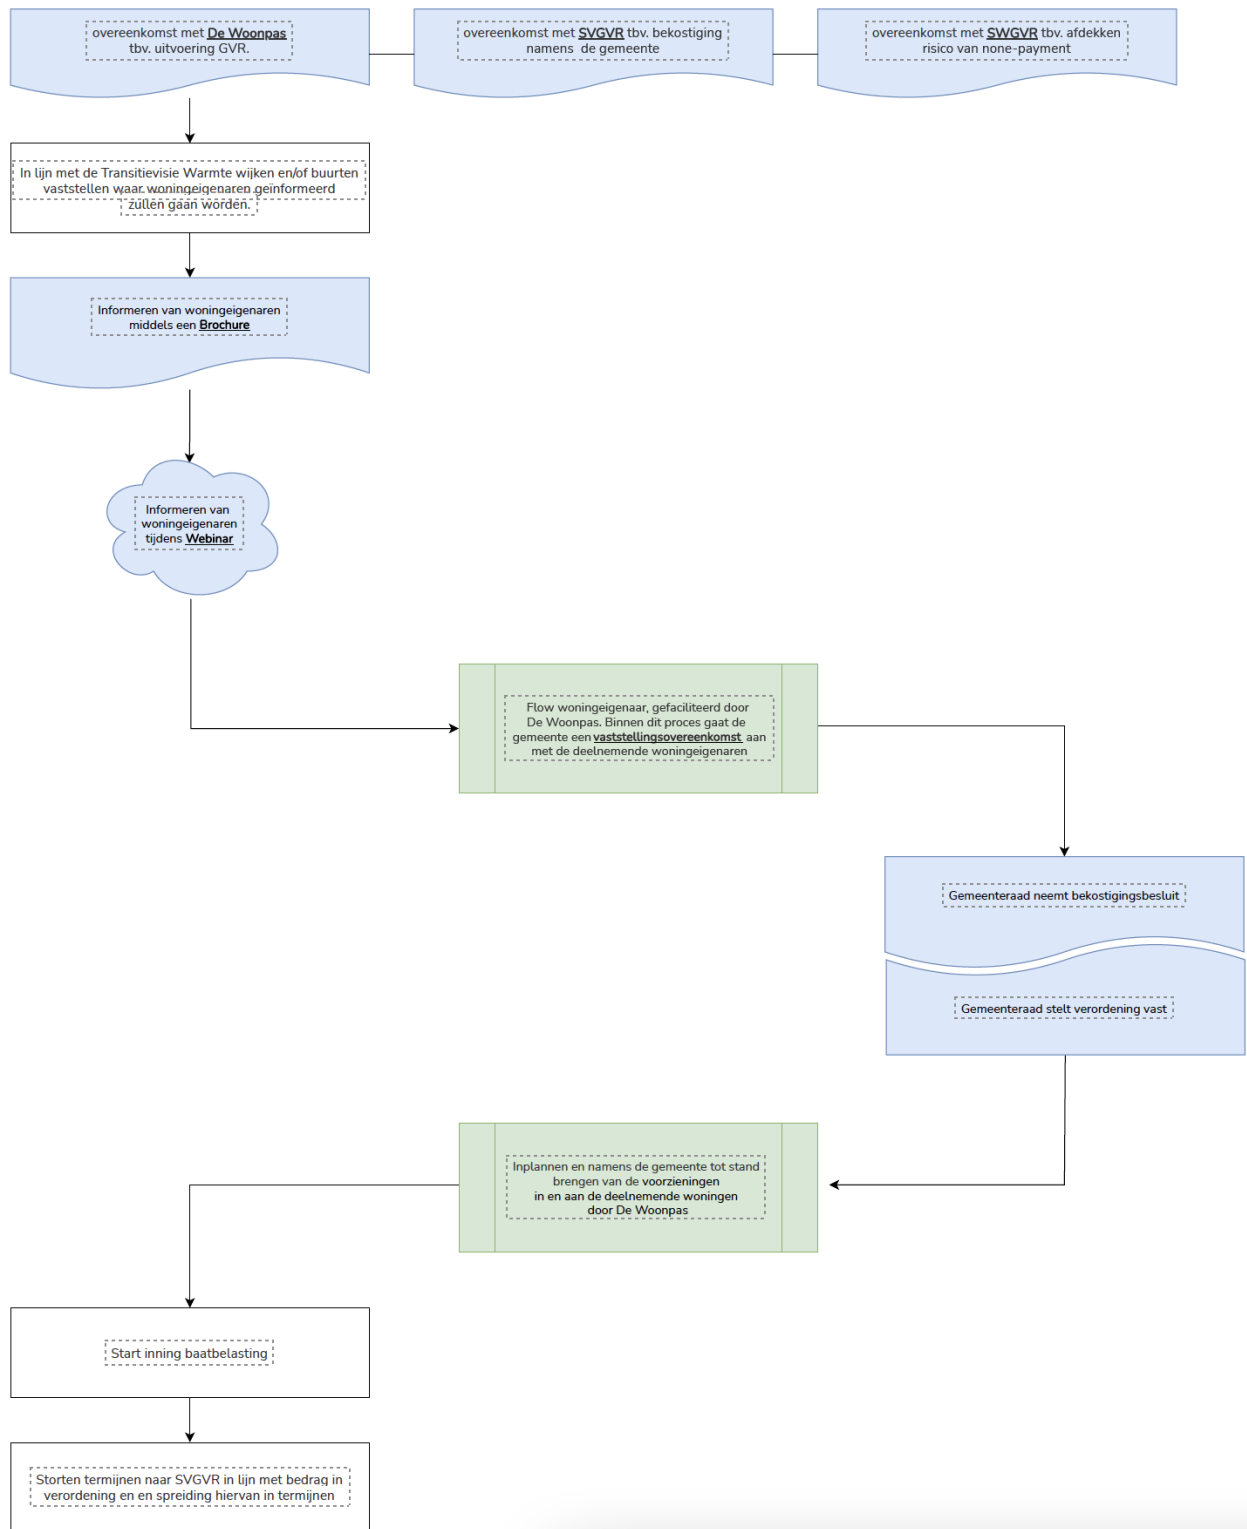 overeenkomst met De Woonpas
tbv. uitvoering GVR.
overeenkomst met SVGVR tbv. bekostiging
namens de gemeente
overeenkomst met SWGVR tbv. afdekken
risico van none-payment
In lijn met de Transitievisie Warmte wijken en/of buurten
vaststellen waar woningeigenaren geïnformeerd
zullen gaan worden.
Informeren van woningeigenaren
middels een Brochure
Informeren van
woningeigenaren
tijdens Webinar
Flow woningeigenaar, gefaciliteerd door
De Woonpas. Binnen dit proces gaat de
gemeente een vaststellingsovereenkomst aan
met de deelnemende woningeigenaren
Gemeenteraad neemt bekostigingsbesluit
Gemeenteraad stelt verordening vast
Inplannen en namens de gemeente tot stand
brengen van de voorzieningen
in en aan de deelnemende woningen
door De Woonpas
Start inning baatbelasting
Storten termijnen naar SVGVR in lijn met bedrag in
verordening en en spreiding hiervan in termijnen